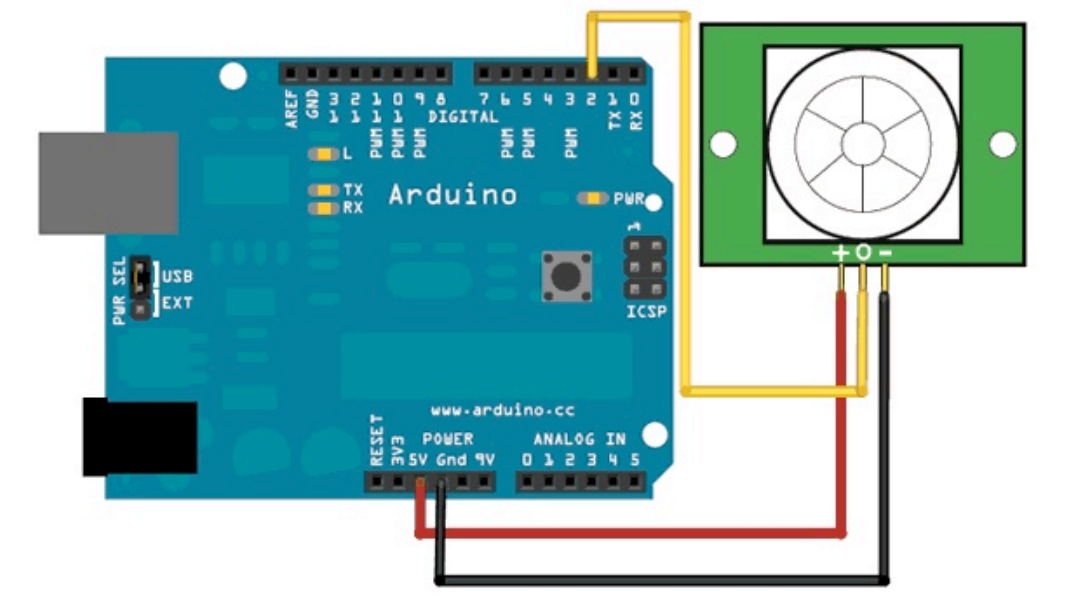 AREF
GND
13
12
11
10
9
8
7
6
5
4
3
2
1
0
DIGITAL
PWM
PWM
PWM
PWM
PWM
PWM
TX
RX
L
TX
RX
Arduino
PWR
1
+ O -
PWR SEL
USB
EXT
ICSP
www.arduino.cc
POWER
ANALOG IN
RESET
3V3
5V Gnd 9V
0 1 2 3 4 5